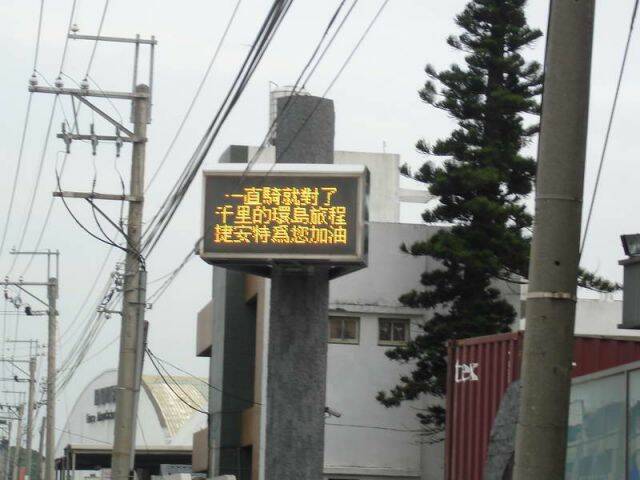 一直騎就對了
千里的環島旅程
捷安特為您加油
tex